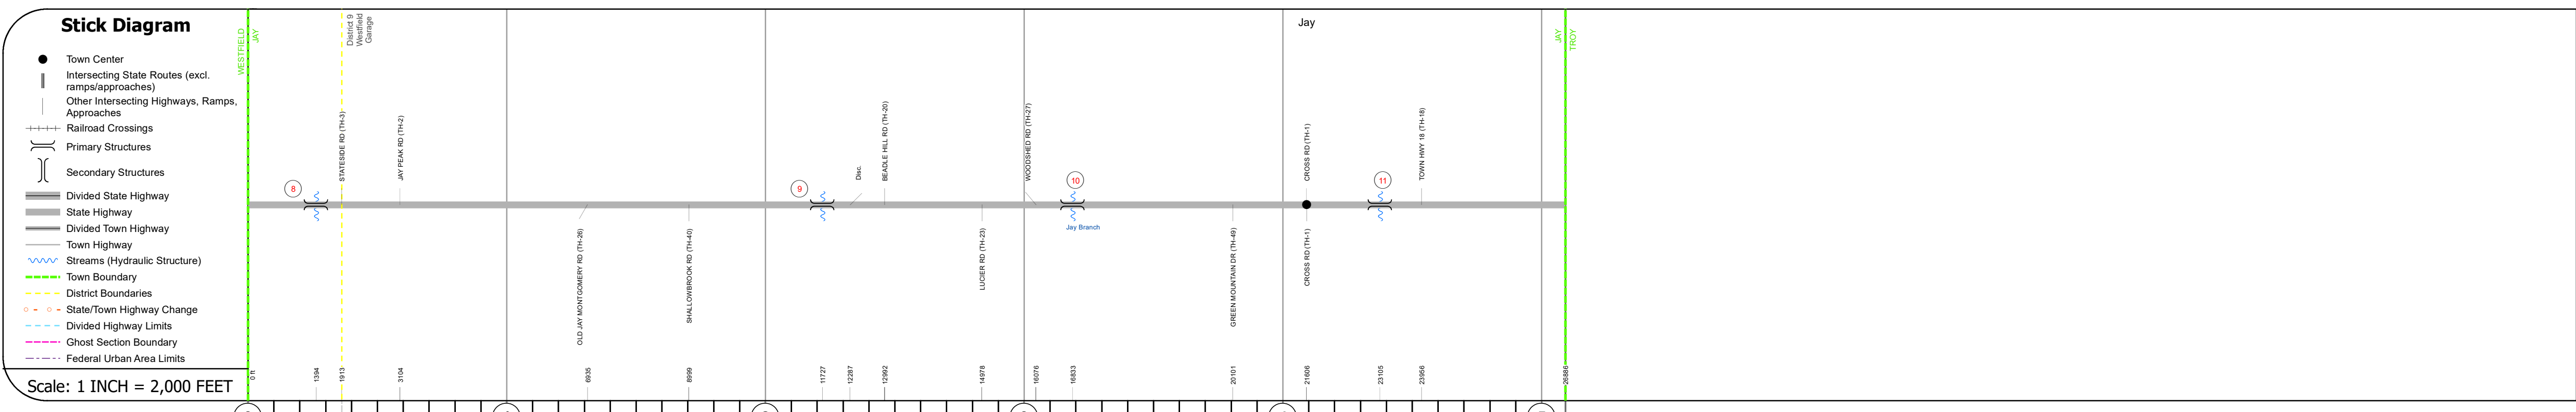 Stick Diagram
Town Center
Intersecting State Routes (excl.
ramps/approaches)
Other Intersecting Highways, Ramps,
Approaches
Railroad Crossings
Primary Structures
Secondary Structures
Divided State Highway
State Highway
Divided Town Highway
Town Highway
Streams (Hydraulic Structure)
Town Boundary
District Boundaries
State/Town Highway Change
Divided Highway Limits
Ghost Section Boundary
Federal Urban Area Limits
Scale: 1 INCH = 2,000 FEET
WESTFIELD
JAY
District 9
Westfield
Garage
Jay
JAY
TROY
8
STATESIDE RD (TH-3)
JAY PEAK RD (TH-2)
9
Disc.
BEADLE HILL RD (TH-20)
WOODSHED RD (TH-27)
10
CROSS RD (TH-1)
11
TOWN HWY 18 (TH-18)
Jay Branch
OLD JAY MONTGOMERY RD (TH-26)
SHALLOWBROOK RD (TH-40)
LUCIER RD (TH-23)
GREEN MOUNTAIN DR (TH-49)
CROSS RD (TH-1)
0 ft
1394
1913
3104
6935
8999
11727
12287
12992
14978
16076
16833
20101
21606
23105
23956
26886